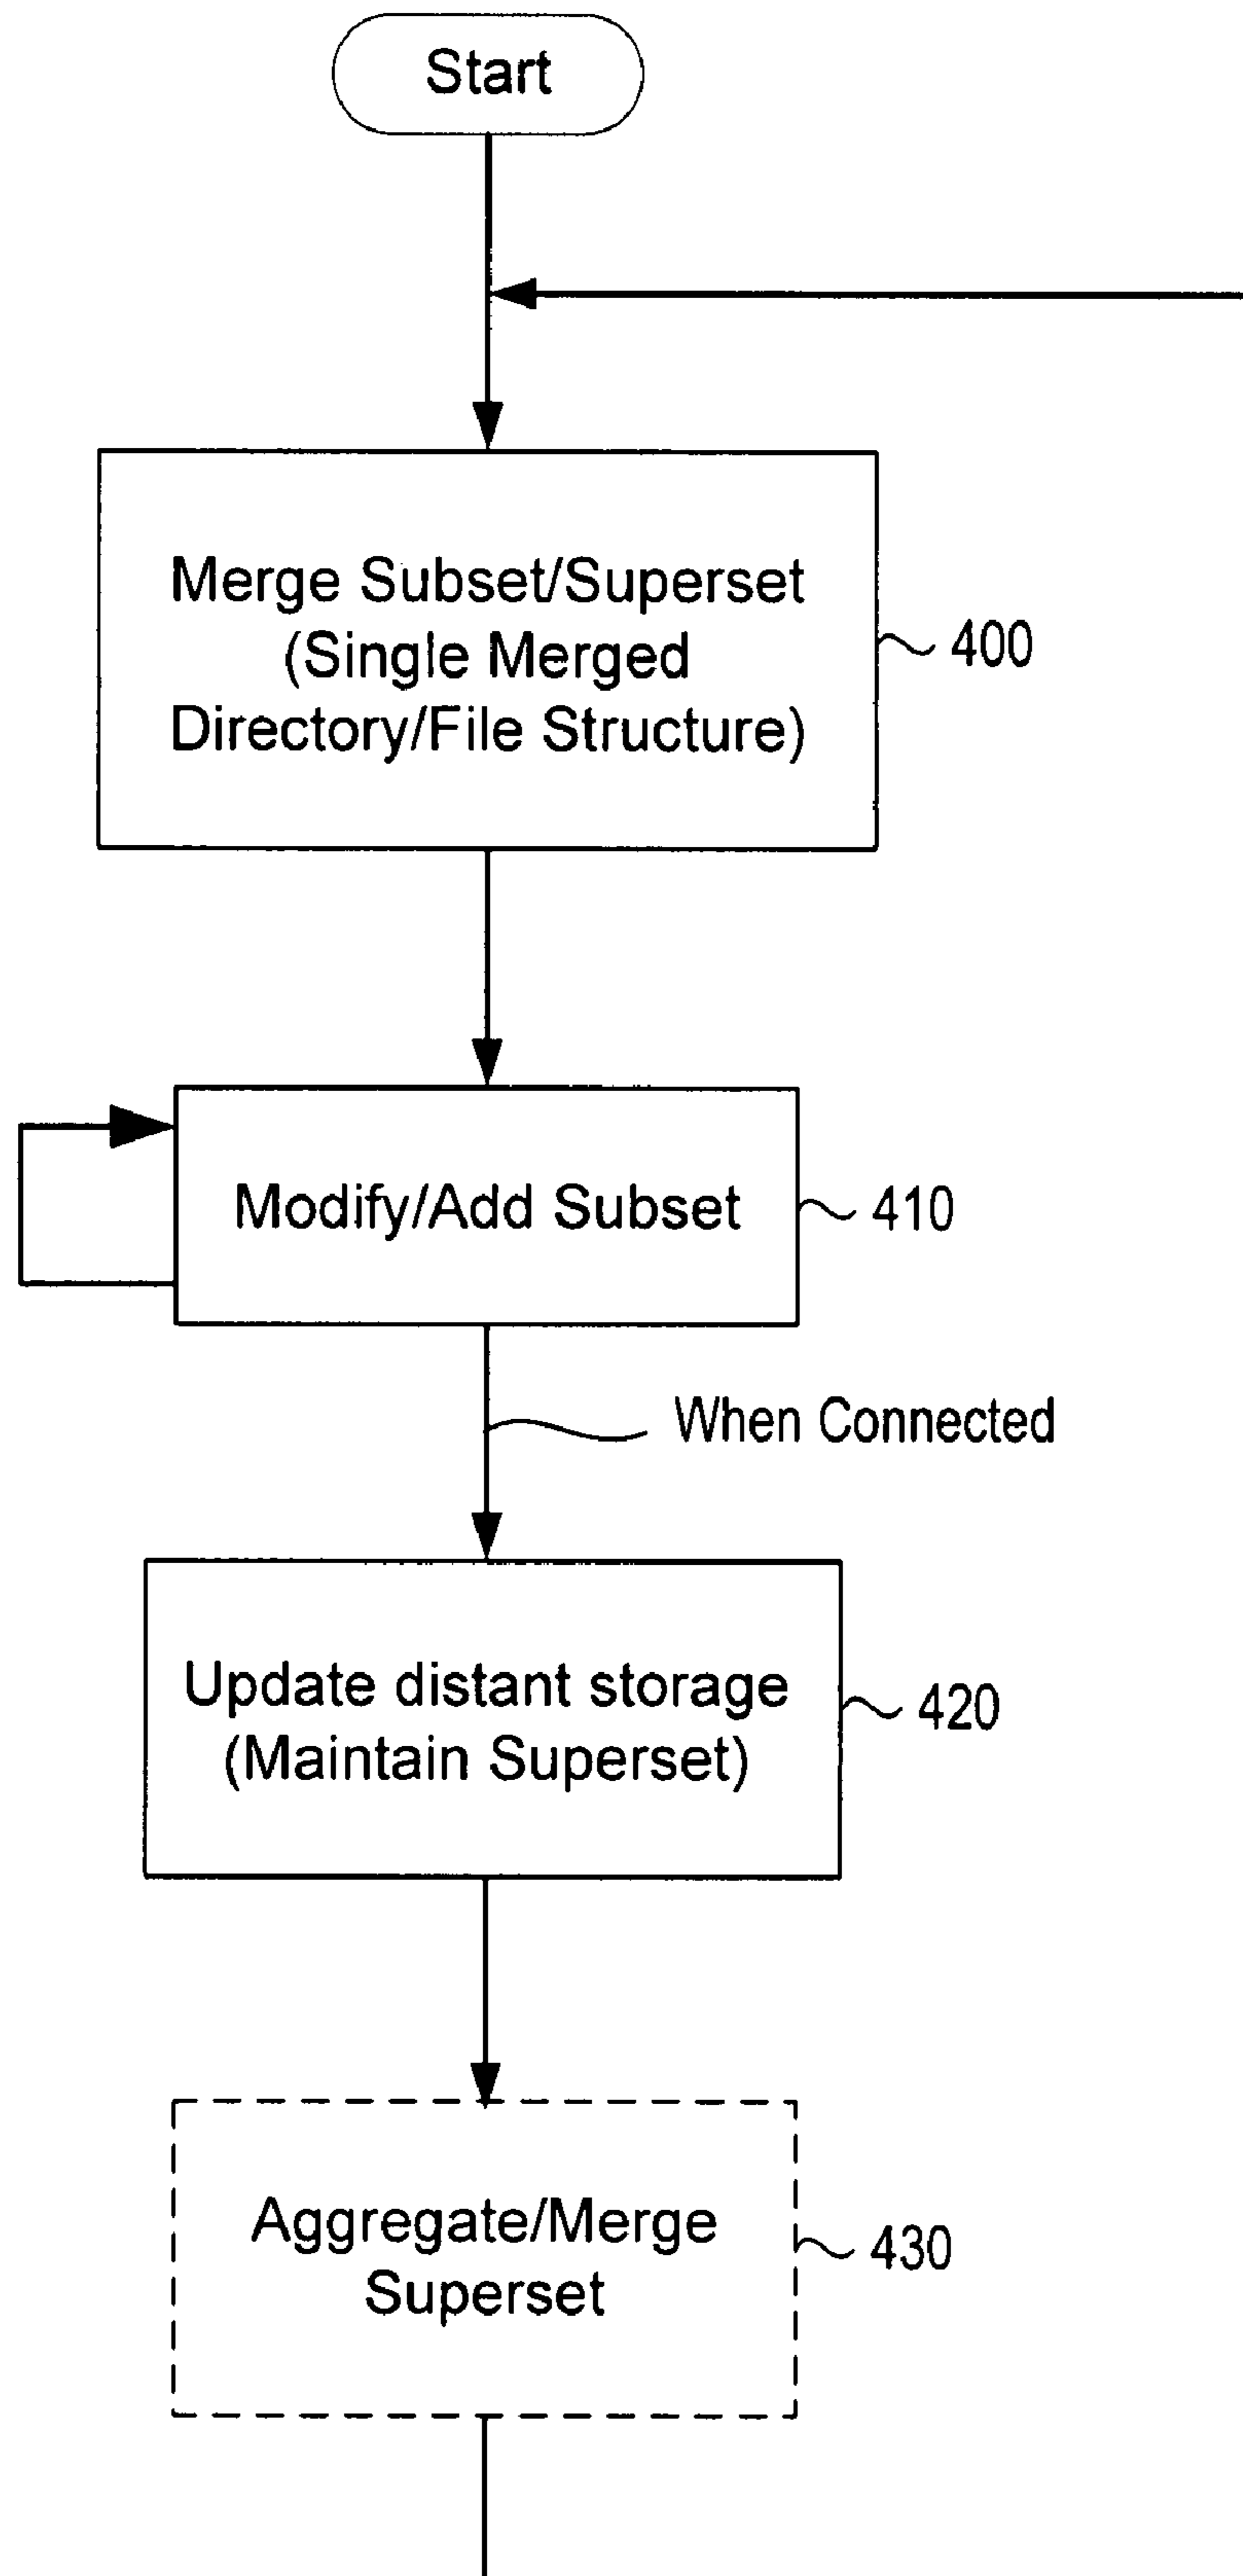 Start
Merge Subset/Superset
(Single Merged
Directory/File Structure)
400
Modify/Add Subset
410
When Connected
Update distant storage
(Maintain Superset)
420
Aggregate/Merge
Superset
430